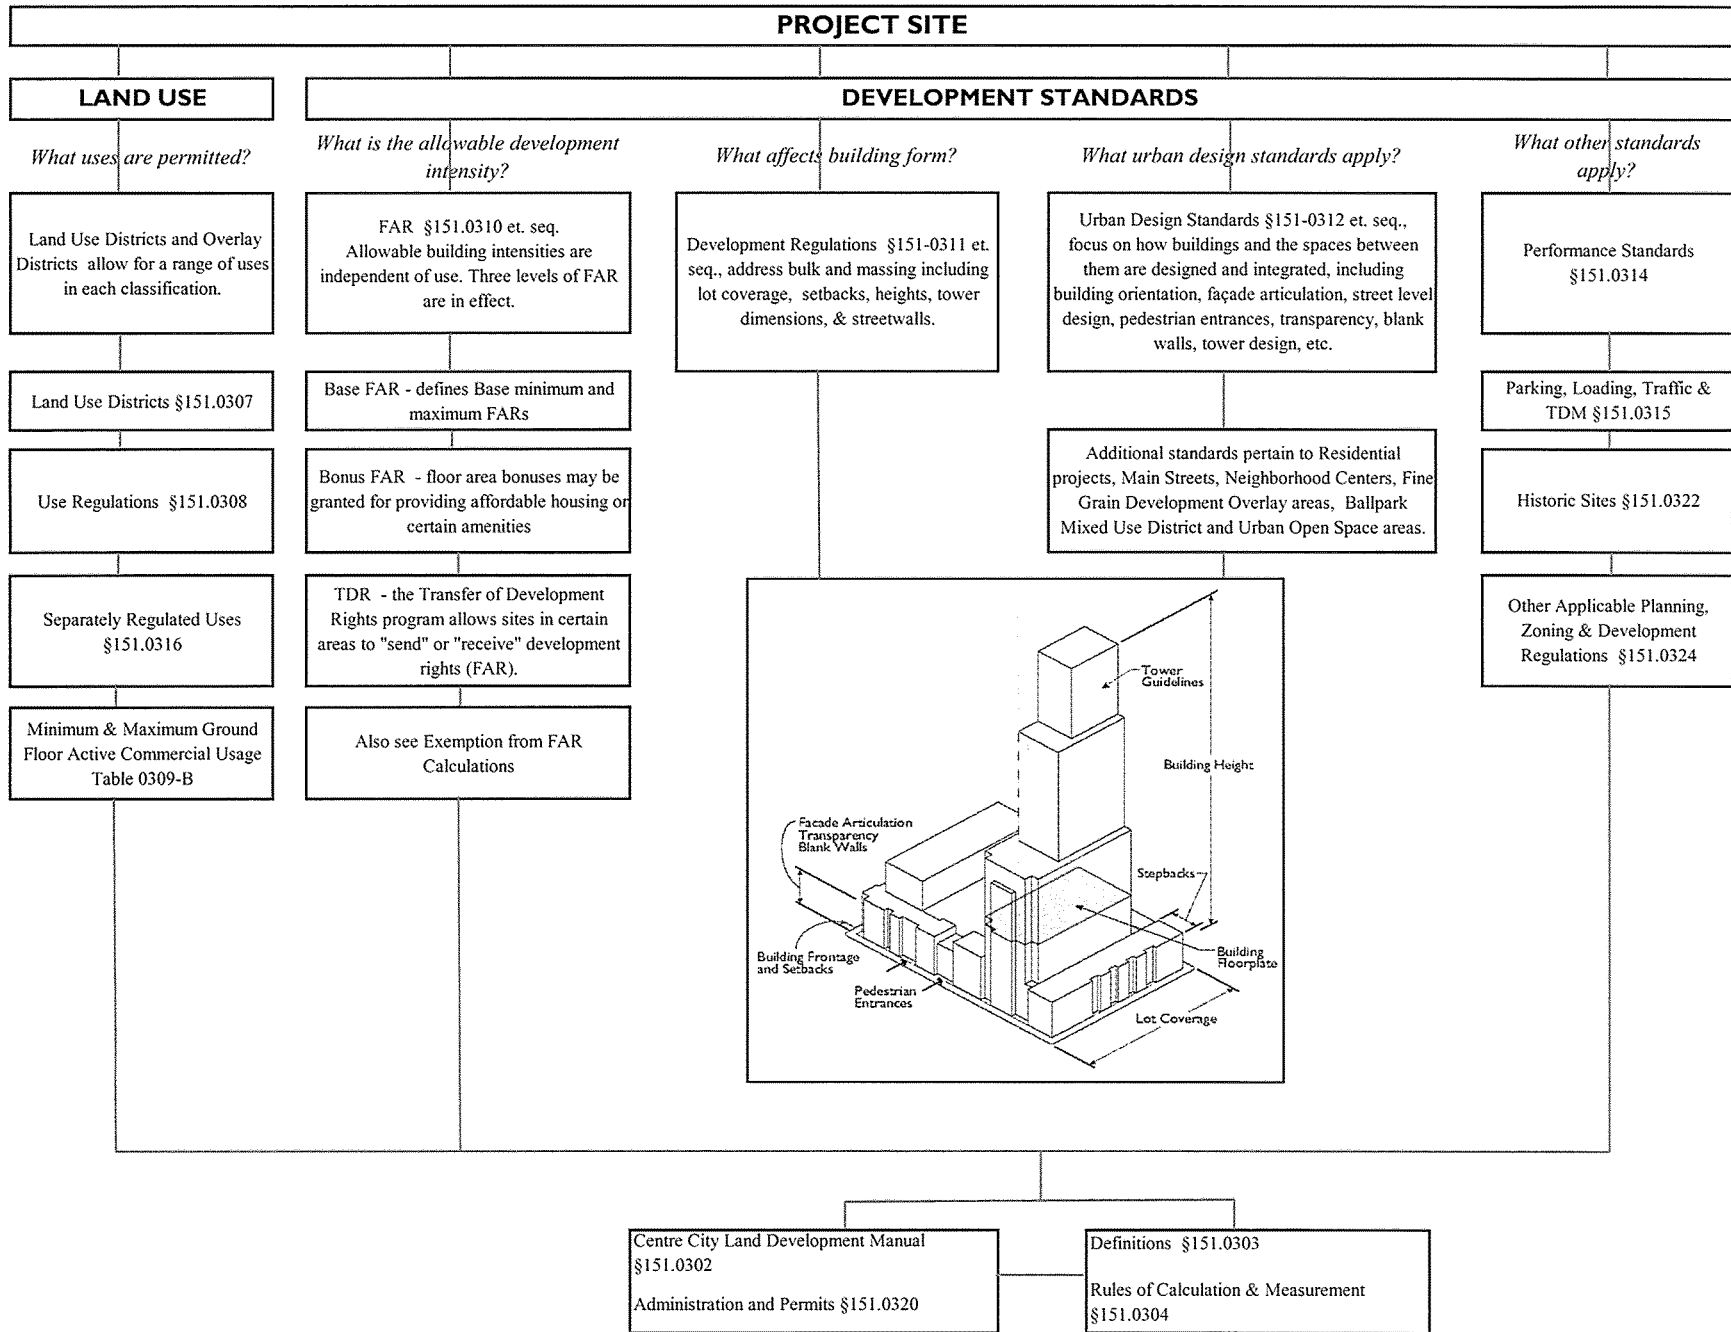 PROJECT SITE
LAND USE
DEVELOPMENT STANDARDS
What uses are permitted?
Land Use Districts and Overlay
Districts allow for a range of uses
in each classification.
Land Use Districts §151.0307
Use Regulations §151.0308
Separately Regulated Uses
§151.0316
Minimum & Maximum Ground
Floor Active Commercial Usage
Table 0309-B
What is the allowable development
intensity?
FAR §151.0310 et. seq.
Allowable building intensities are
independent of use. Three levels of FAR
are in effect.
Base FAR - defines Base minimum and
maximum FARs
Bonus FAR - floor area bonuses may be
granted for providing affordable housing or
certain amenities
TDR - the Transfer of Development
Rights program allows sites in certain
areas to "send" or "receive" development
rights (FAR).
Also see Exemption from FAR
Calculations
What affects building form?
Development Regulations §151-0311 et.
seq., address bulk and massing including
lot coverage, setbacks, heights, tower
dimensions, & streetwalls.
What urban design standards apply?
Urban Design Standards §151-0312 et. seq.,
focus on how buildings and the spaces between
them are designed and integrated, including
building orientation, façade articulation, street level
design, pedestrian entrances, transparency, blank
walls, tower design, etc.
Additional standards pertain to Residential
projects, Main Streets, Neighborhood Centers, Fine
Grain Development Overlay areas, Ballpark
Mixed Use District and Urban Open Space areas.
What other standards
apply?
Performance Standards
§151.0314
Parking, Loading, Traffic &
TDM §151.0315
Historic Sites §151.0322
Other Applicable Planning,
Zoning & Development
Regulations §151.0324
Tower
Guidelines
Building Height
Facade Articulation
Transparency
Blank Walls
Stepbacks
Building Frontage
and Setbacks
Building
Floorplate
Pedestrian
Entrances
Lot Coverage
Centre City Land Development Manual
§151.0302
Administration and Permits §151.0320
Definitions §151.0303
Rules of Calculation & Measurement
§151.0304